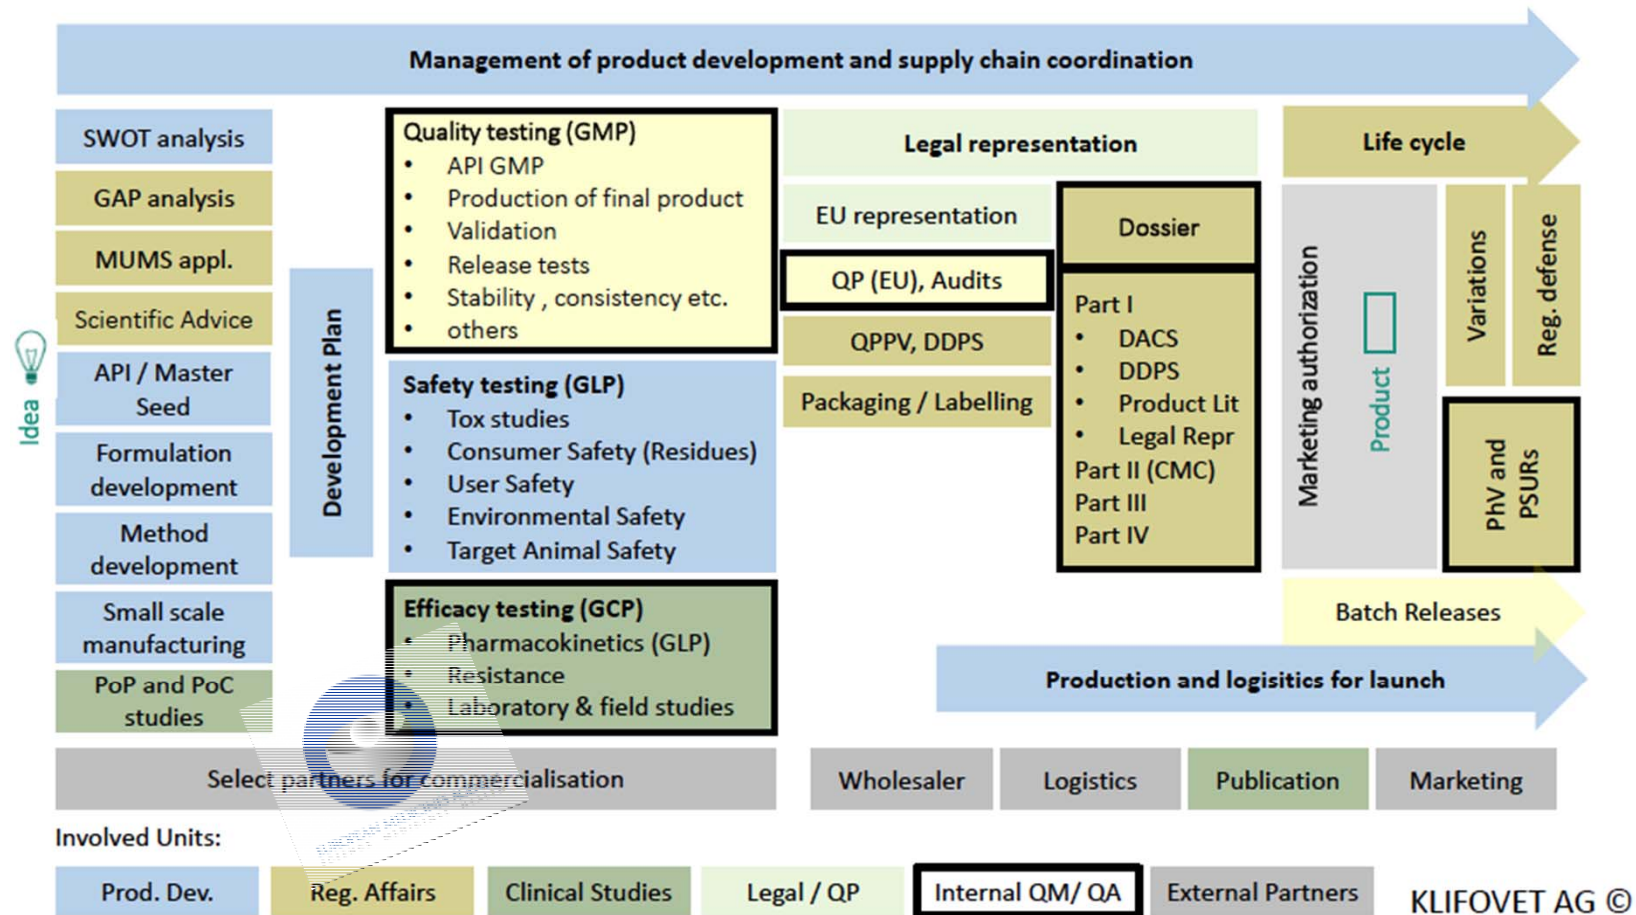 Management of product development and supply chain coordination
SWOT analysis
GAP analysis
MUMS appl.
Scientific Advice
API / Master
Seed
Formulation
development
Method
development
Small scale
manufacturing
PoP and PoC
studies
Idea
Development Plan
Quality testing (GMP)
• API GMP
• Production of final product
• Validation
• Release tests
• Stability , consistency etc.
• others
Safety testing (GLP)
• Tox studies
• Consumer Safety (Residues)
• User Safety
• Environmental Safety
• Target Animal Safety
Efficacy testing (GCP)
• Pharmacokinetics (GLP)
• Resistance
• Laboratory & field studies
Legal representation
EU representation
QP (EU), Audits
QPPV, DDPS
Packaging / Labelling
Dossier
Part I
• DACS
• DDPS
• Product Lit
• Legal Repr
Part II (CMC)
Part III
Part IV
Life cycle
Marketing authorization
Product
Variations
Reg. defense
PhV and
PSURs
Batch Releases
Production and logisitics for launch
Select partners for commercialisation
Wholesaler
Logistics
Publication
Marketing
Involved Units:
Prod. Dev.
Reg. Affairs
Clinical Studies
Legal / QP
Internal QM/ QA
External Partners
KLIFOVET AG ©